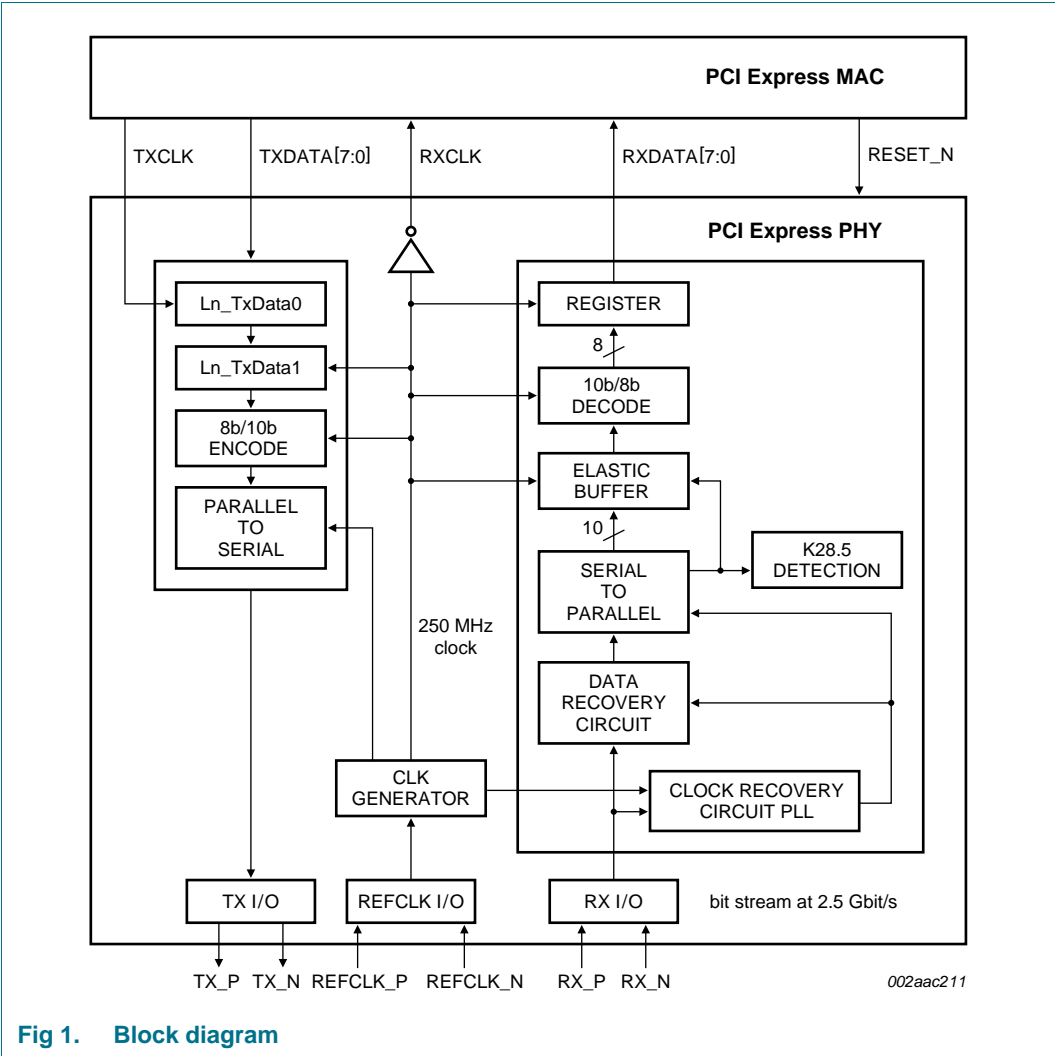 PCI Express MAC
TXCLK
TXDATA[7:0]
RXCLK
RXDATA[7:0]
RESET_N
PCI Express PHY
Ln_TxData0
Ln_TxData1
8b/10b
ENCODE
PARALLEL
TO
SERIAL
REGISTER
8
10b/8b
DECODE
ELASTIC
BUFFER
10
K28.5
DETECTION
SERIAL
TO
PARALLEL
250 MHz
clock
DATA
RECOVERY
CIRCUIT
CLK
GENERATOR
CLOCK RECOVERY
CIRCUIT PLL
TX I/O
REFCLK I/O
RX I/O
bit stream at 2.5 Gbit/s
TX_P
TX_N
REFCLK_P
REFCLK_N
RX_P
RX_N
002aac211
Fig 1. Block diagram